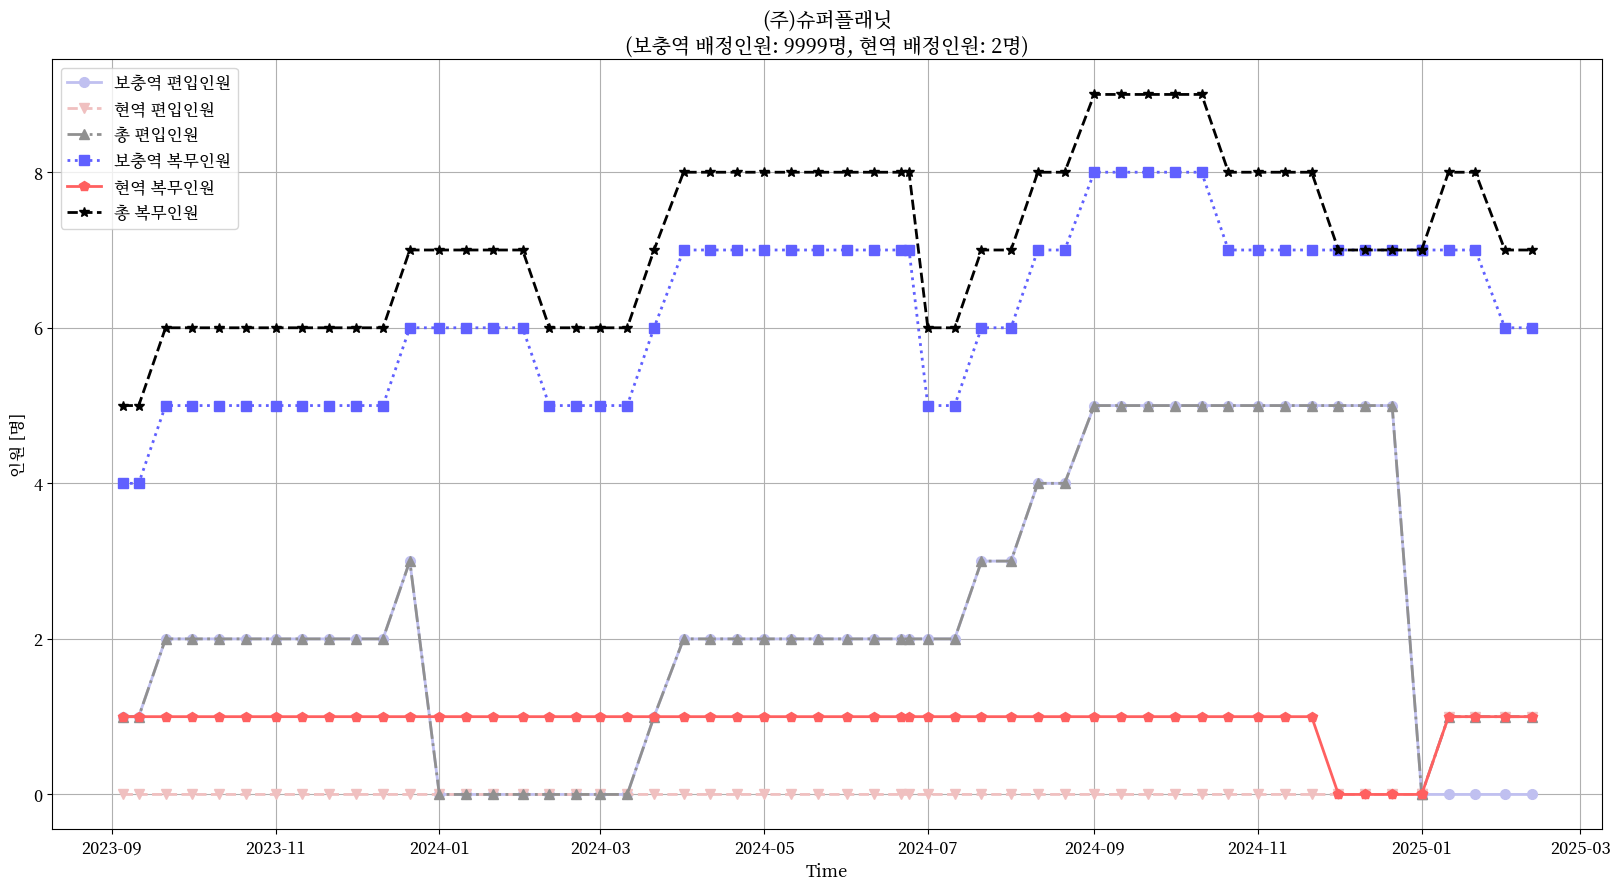 (주)슈퍼플래닛
(보충역 배정인원: 9999명, 현역 배정인원: 2명)
보충역 편입인원
현역 편입인원
총 편입인원
보충역 복무인원
현역 복무인원
총 복무인원
인원 [명]
8
6
4
2
0
2023-09
2023-11
2024-01
2024-03
2024-05
2024-07
2024-09
2024-11
2025-01
2025-03
Time